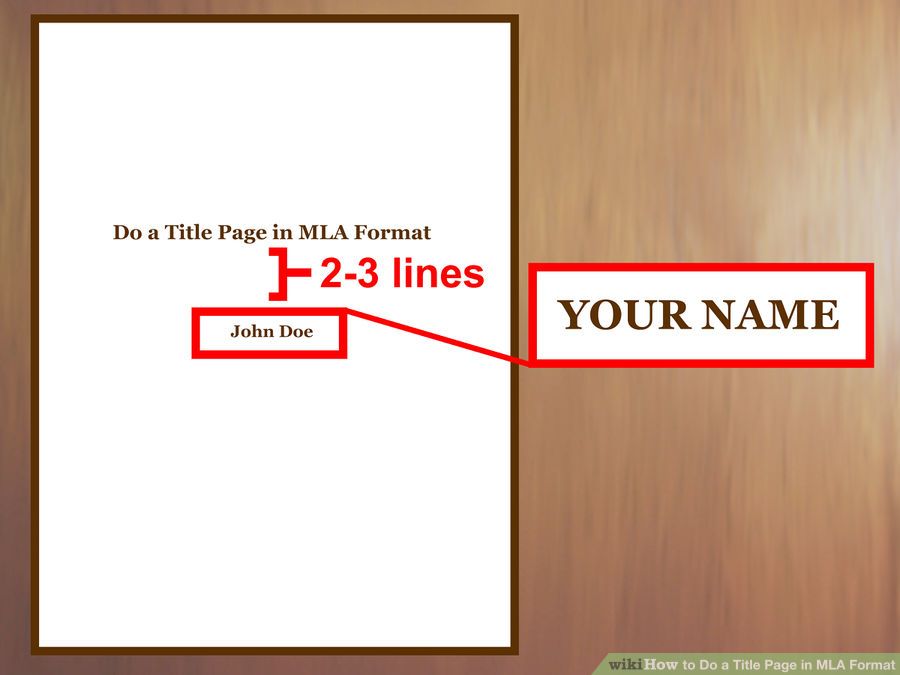 Do a Title Page in MLA Format
2-3 lines
John Doe
YOUR NAME
wikiHow to Do a Title Page in MLA Format